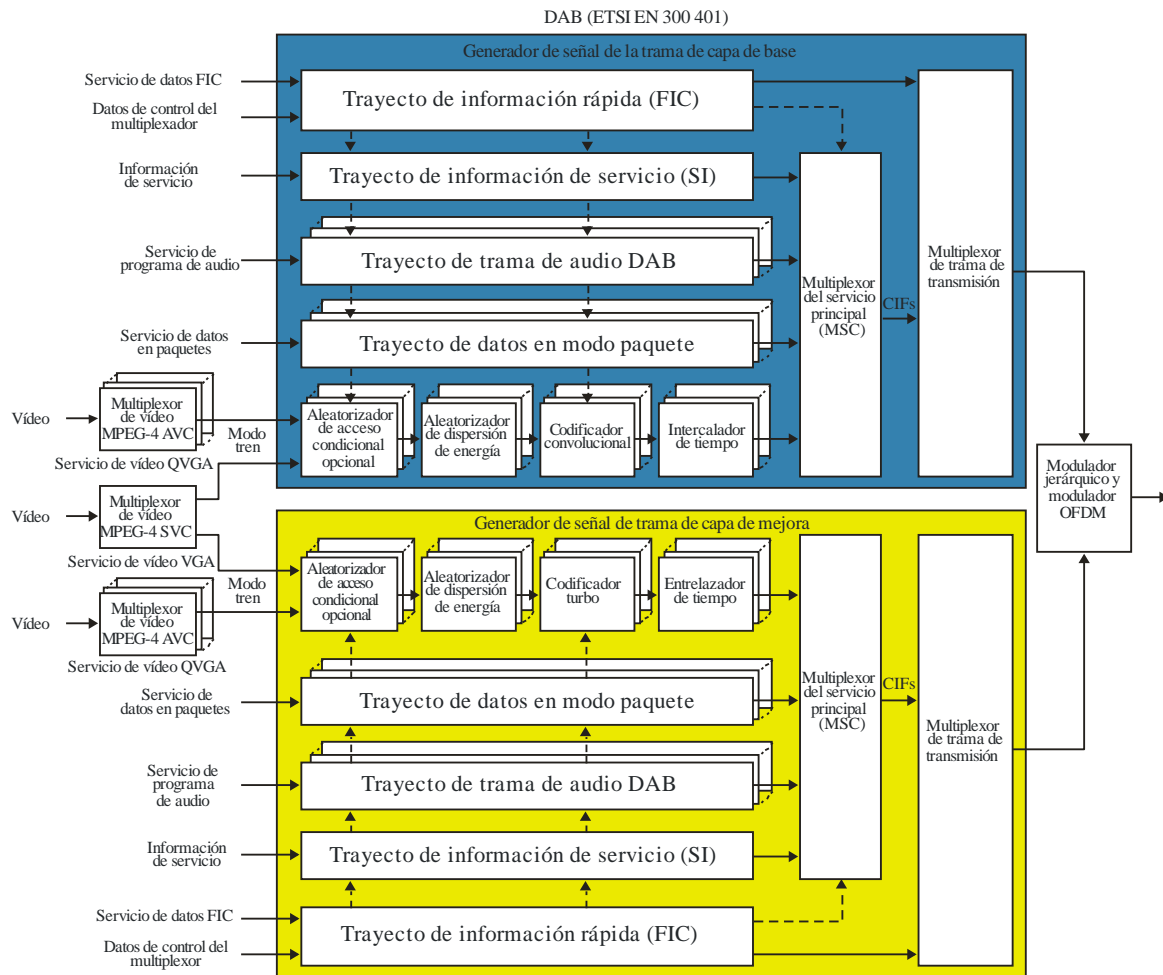 DAB (ETSI EN 300 401)
Generador de señal de la trama de capa de base
Servicio de datos FIC
Datos de control del
multiplexador
Trayecto de información rápida (FIC)
Información
de servicio
Trayecto de información de servicio (SI)
Servicio de
programa de audio
Trayecto de trama de audio DAB
Servicio de datos
en paquetes
Trayecto de datos en modo paquete
Multiplexor
del servicio
principal
(MSC)
CIFs
Multiplexor
de trama de
transmisión
Vídeo
Multiplexor
de vídeo
MPEG-4 AVC
Modo
tren
Servicio de vídeo QVGA
Aleatorizador
de acceso
condicional
opcional
Aleatorizador
de dispersión
de energía
Codificador
convolucional
Intercalador
de tiempo
Vídeo
Multiplexor
de vídeo
MPEG-4 SVC
Servicio de vídeo VGA
Modulador
jerárquico y
modulador
OFDM
Generador de señal de trama de capa de mejora
Vídeo
Multiplexor
de vídeo
MPEG-4 AVC
Modo
tren
Servicio de vídeo QVGA
Aleatorizador
de acceso
condicional
opcional
Aleatorizador
de dispersión
de energía
Codificador
turbo
Entrelazador
de tiempo
Servicio de
datos en paquetes
Trayecto de datos en modo paquete
Multiplexor
del servicio
principal
(MSC)
CIFs
Multiplexor
de trama de
transmisión
Servicio de
programa
de audio
Trayecto de trama de audio DAB
Información
de servicio
Trayecto de información de servicio (SI)
Servicio de datos FIC
Datos de control del
multiplexor
Trayecto de información rápida (FIC)